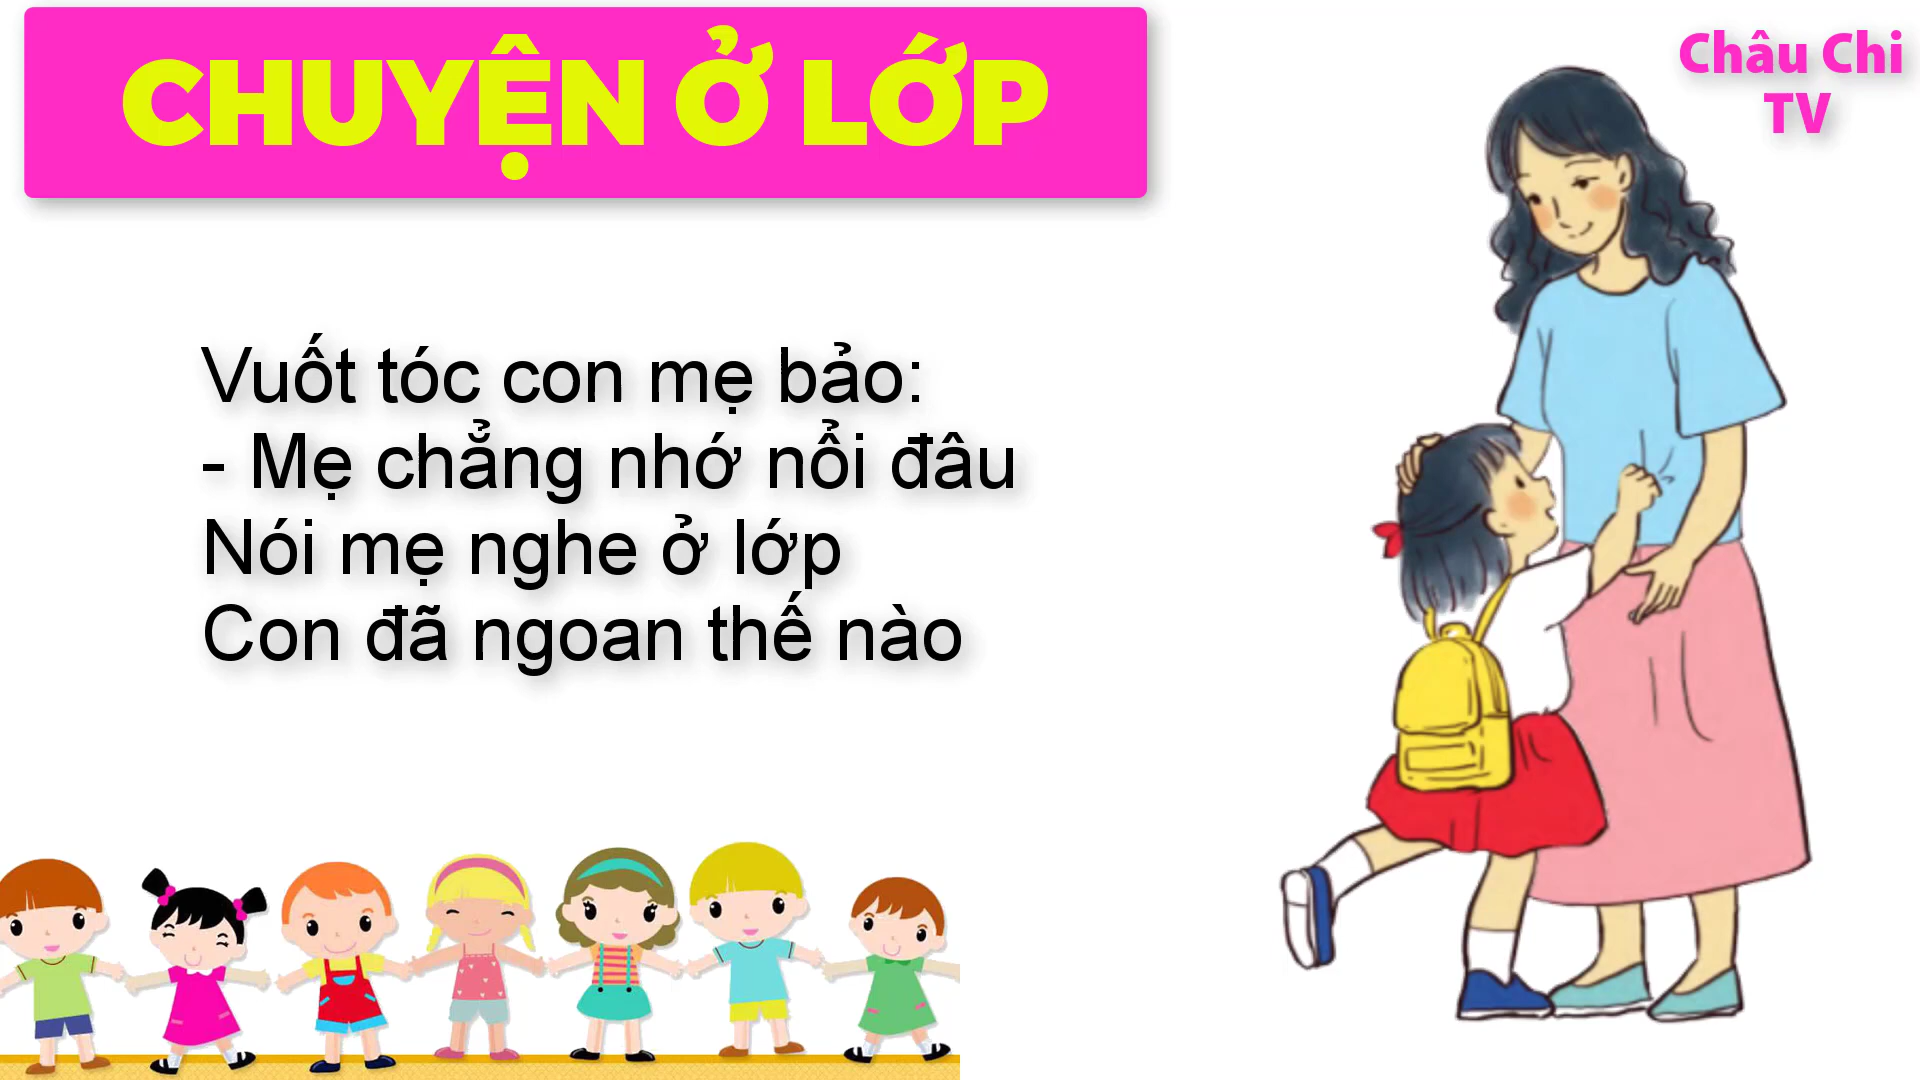 CHUYỆN Ở LỚP
Châu Chi
TV
Vuốt tóc con mẹ bảo:
- Mẹ chẳng nhớ nổi đâu
Nói mẹ nghe ở lớp
Con đã ngoan thế nào